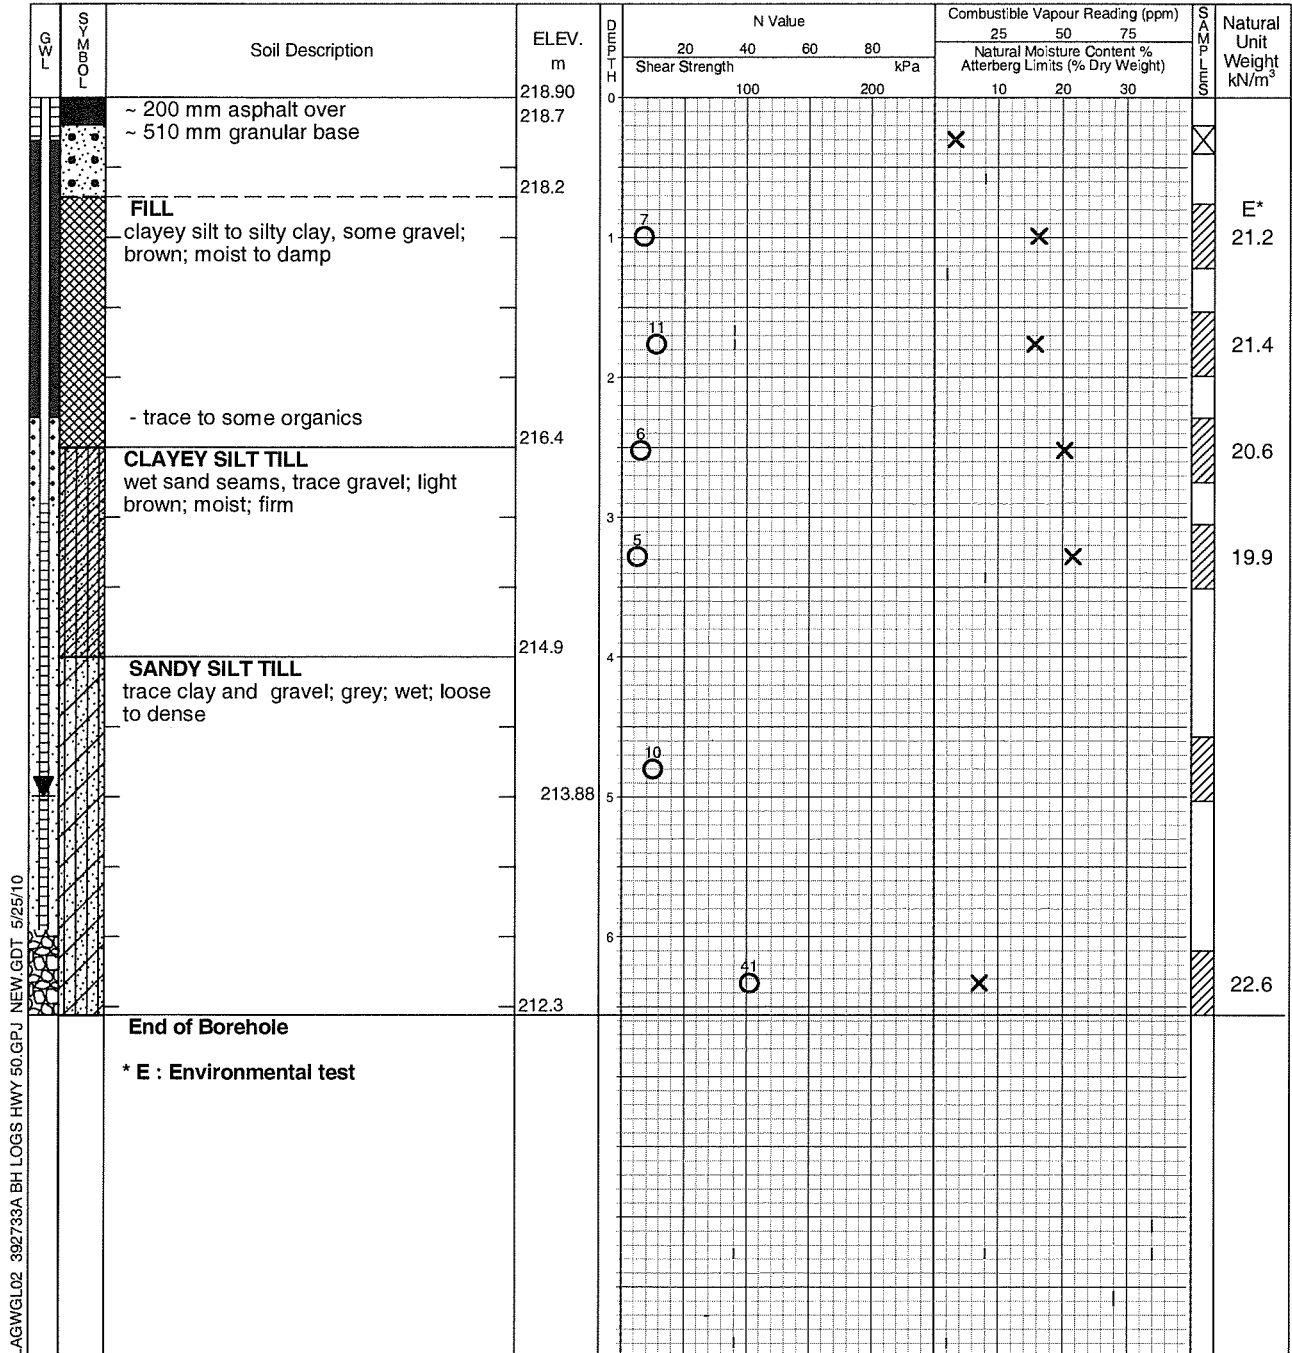 GWL
SYMBOL
Soil Description
ELEV.
m
218.90
DEPTH
N Value
20 40 60 80
Shear Strength kPa
100 200
Combustible Vapour Reading (ppm)
25 50 75
Natural Moisture Content %
Atterberg Limits (% Dry Weight)
10 20 30
SAMPLES
Natural
Unit
Weight
kN/m³
0
~ 200 mm asphalt over
218.7
~ 510 mm granular base
218.2
FILL
clayey silt to silty clay, some gravel;
brown; moist to damp
7
1
E*
21.2
11
21.4
2
- trace to some organics
216.4
CLAYEY SILT TILL
wet sand seams, trace gravel; light
brown; moist; firm
6
20.6
3
5
19.9
214.9
4
SANDY SILT TILL
trace clay and gravel; grey; wet; loose
to dense
10
213.88
5
6
41
22.6
212.3
End of Borehole
* E : Environmental test
LAGWGL02 392733A BH LOGS HWY 50.GPJ NEW.GDT 5/25/10